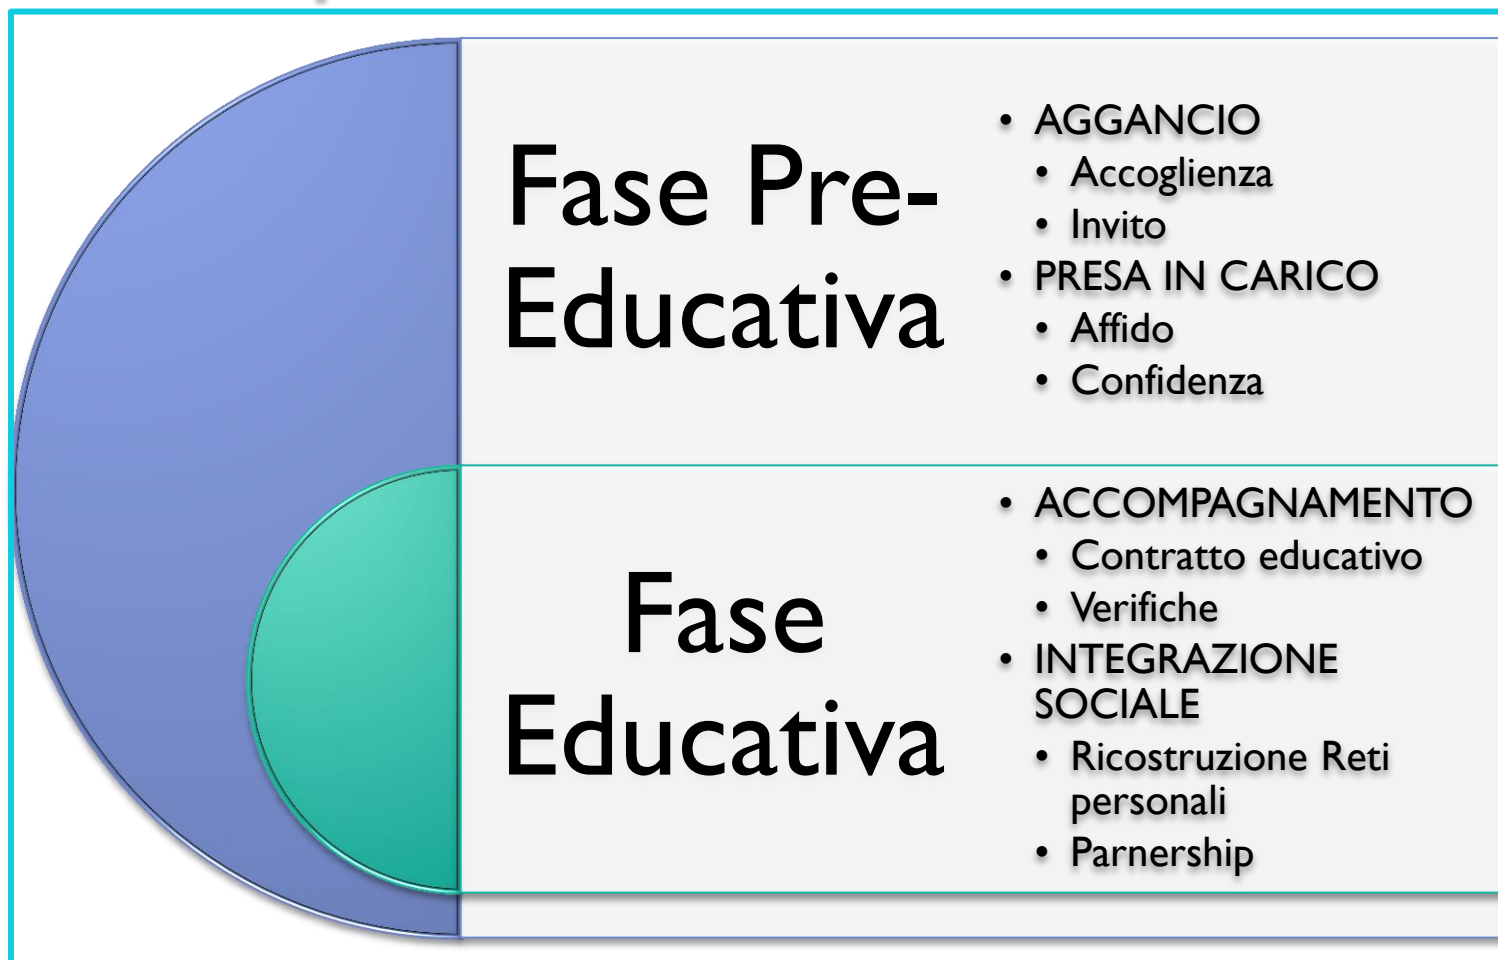 Fase Pre-
Educativa
• AGGANCIO
• Accoglienza
• Invito
• PRESA IN CARICO
• Affido
• Confidenza
Fase
Educativa
• ACCOMPAGNAMENTO
• Contratto educativo
• Verifiche
• INTEGRAZIONE
SOCIALE
• Ricostruzione Reti
personali
• Parnership